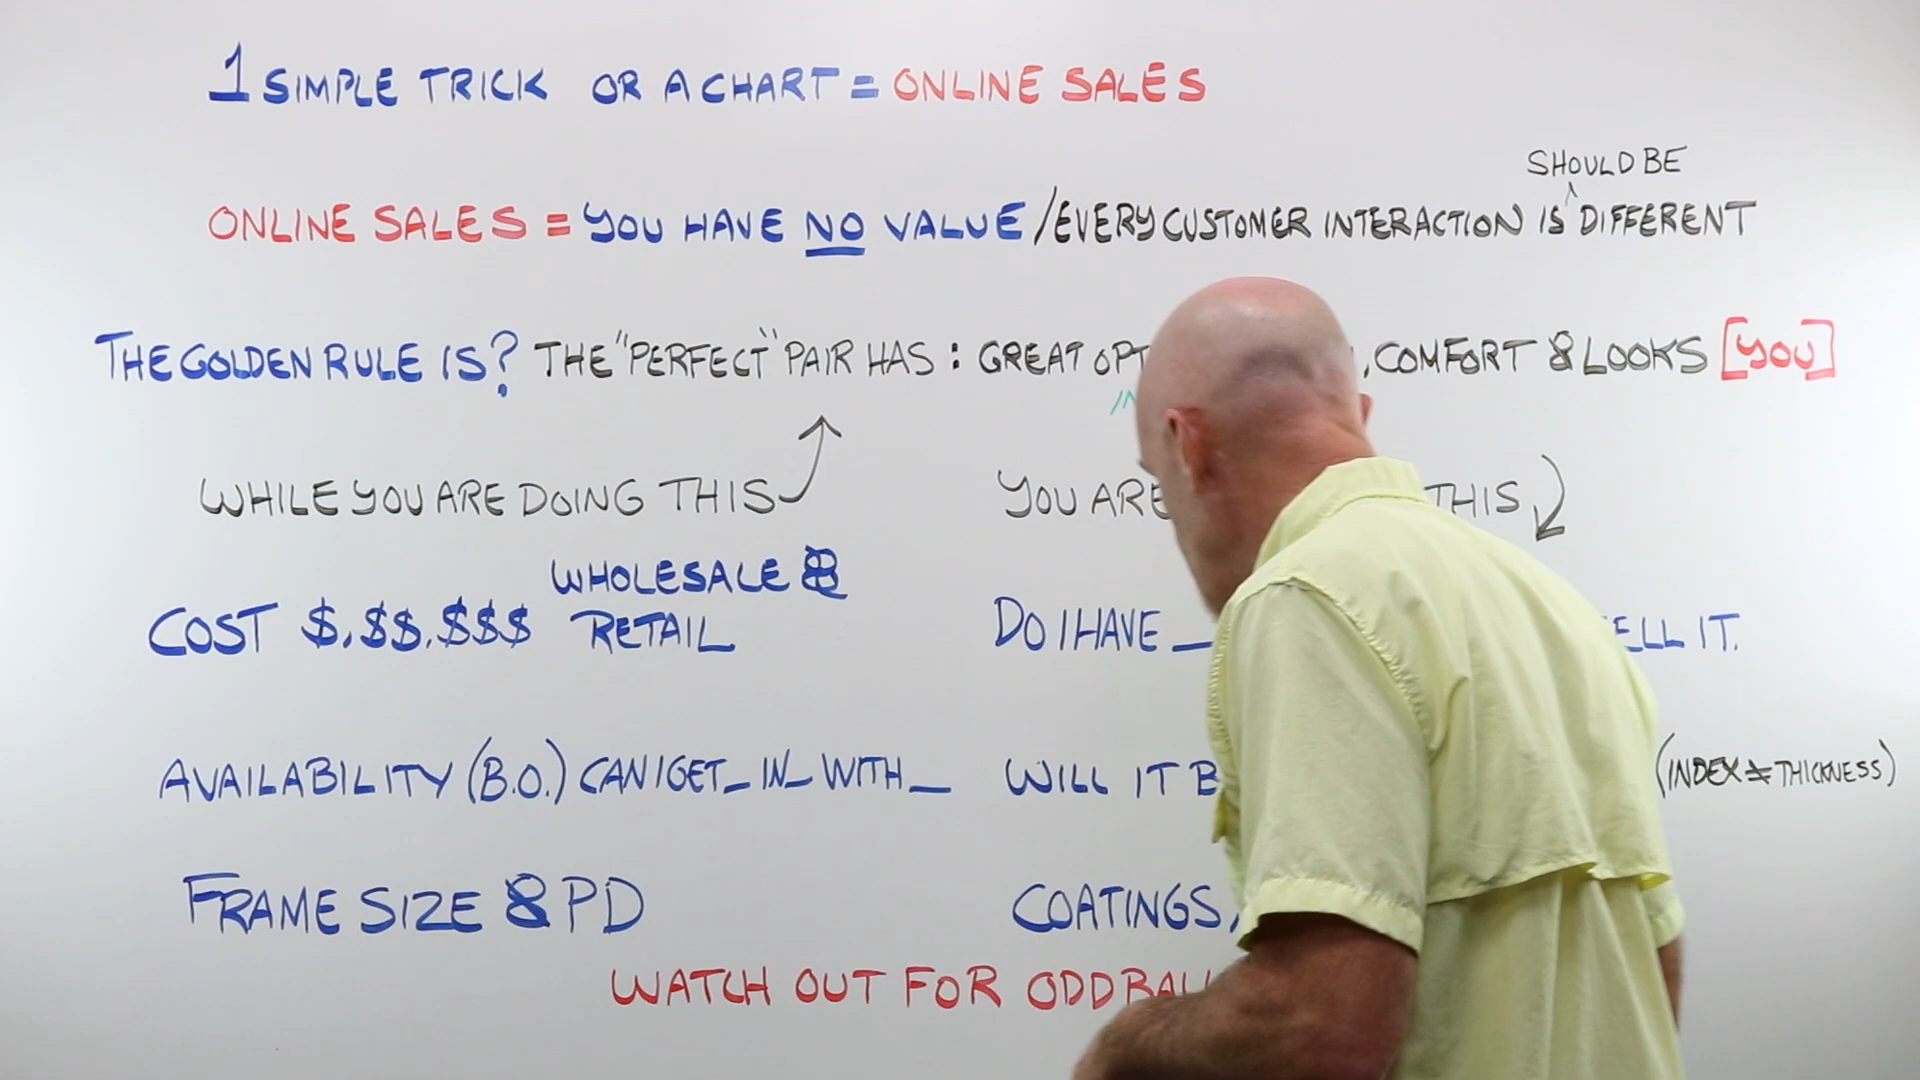 1 SIMPLE TRICK OR A CHART = ONLINE SALES
SHOULD BE
ONLINE SALES = YOU HAVE NO VALUE / EVERY CUSTOMER INTERACTION IS ^ DIFFERENT
THE GOLDEN RULE IS? THE "PERFECT" PAIR HAS: GREAT , COMFORT & LOOKS [YOU]
WHILE YOU ARE DOING THIS
YOU ARE THIS
WHOLESALE &
COST $, $$, $$$ RETAIL
DO I HAVE _ IT.
AVAILABILITY (B.O.) CAN I GET _ IN _ WITH _
WILL IT (INDEX ≠ THICKNESS)
FRAME SIZE & PD
COATINGS,
WATCH OUT FOR